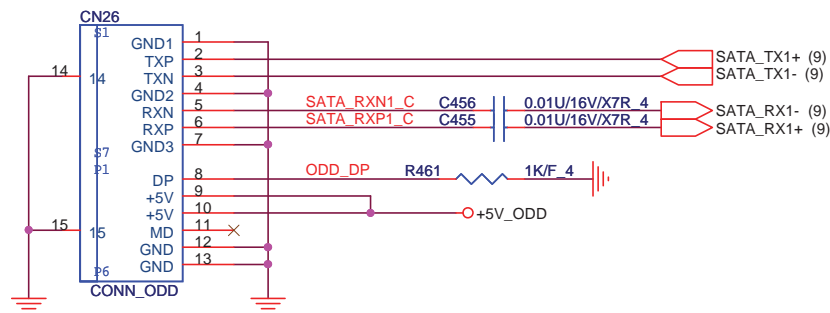 CN26
S1
GND1 1
TXP 2 SATA_TX1+ (9)
14 14 TXN 3 SATA_TX1- (9)
GND2 4
RXN 5 SATA_RXN1_C C456 0.01U/16V/X7R_4 SATA_RX1- (9)
RXP 6 SATA_RXP1_C C455 0.01U/16V/X7R_4 SATA_RX1+ (9)
GND3 7
S7
P1
DP 8 ODD_DP R461 1K/F_4
+5V 9
+5V 10 +5V_ODD
15 15 MD 11
GND 12
GND 13
P6
CONN_ODD